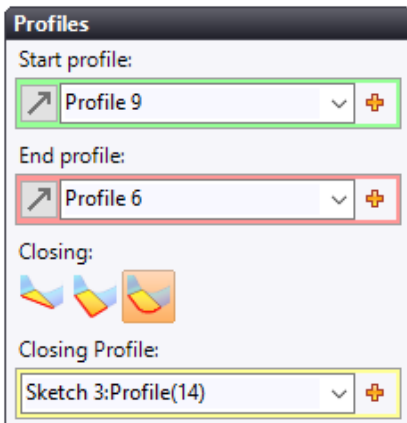 Profiles
Start profile:
Profile 9
End profile:
Profile 6
Closing:
Closing Profile:
Sketch 3:Profile(14)